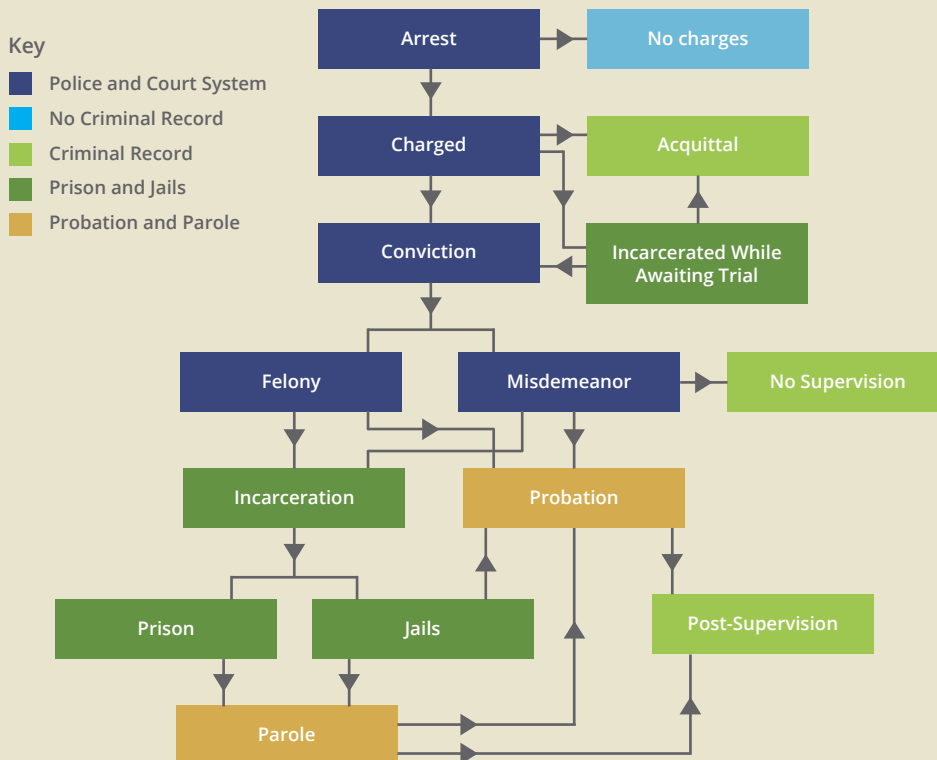 Key
Police and Court System
No Criminal Record
Criminal Record
Prison and Jails
Probation and Parole
Arrest
No charges
Charged
Acquittal
Conviction
Incarcerated While
Awaiting Trial
Felony
Misdemeanor
No Supervision
Incarceration
Probation
Prison
Jails
Post-Supervision
Parole